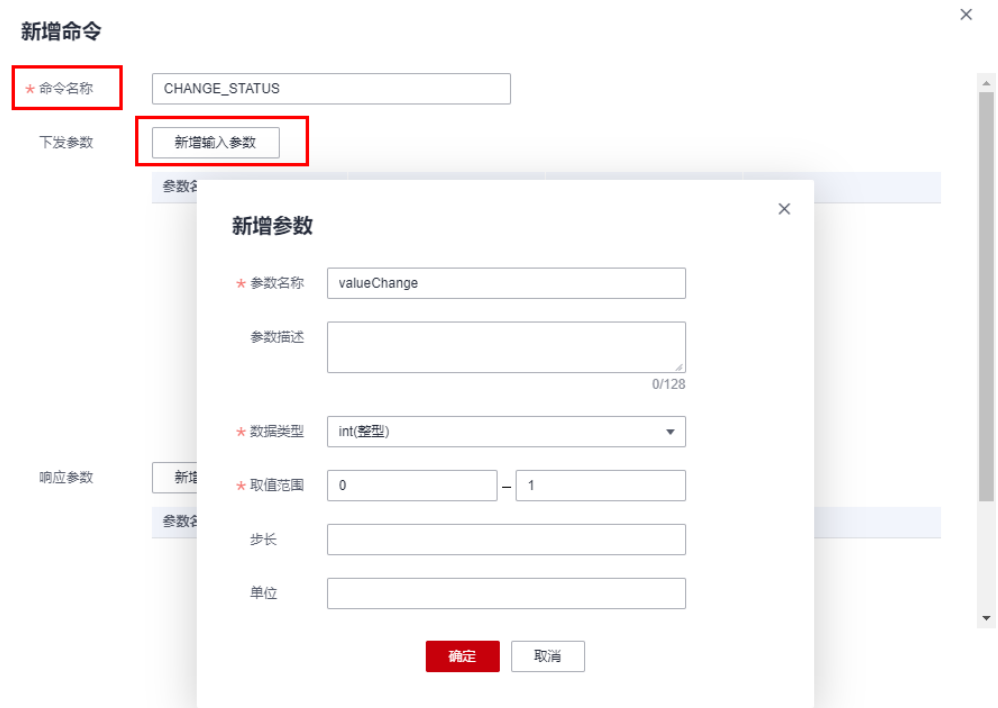 新增命令
* 命令名称 CHANGE_STATUS
下发参数 新增输入参数
参数
新增参数
* 参数名称 valueChange
参数描述
0/128
* 数据类型 int(整型)
* 取值范围 0 – 1
响应参数 新增
参数
步长
单位
确定 取消